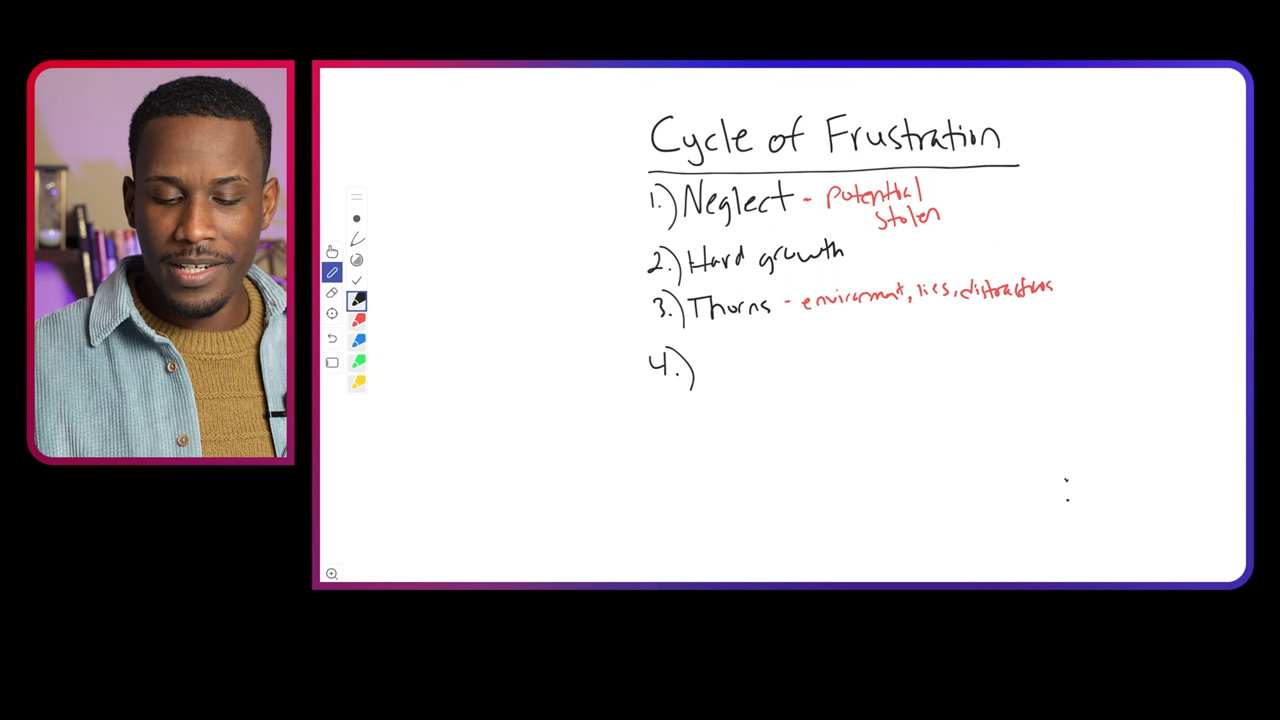 Cycle of Frustration
1.) Neglect - potential
stolen
2.) Hard growth
3.) Thorns - environment, lies, distractions
4.)